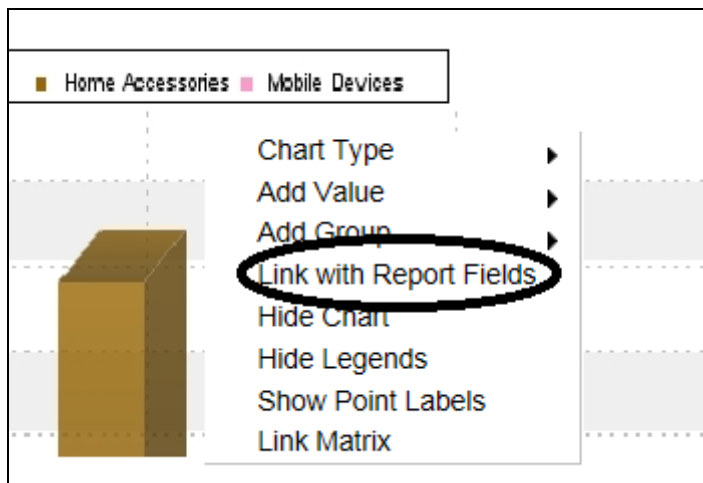 Home Accessories Mobile Devices
Chart Type
Add Value
Add Group
Link with Report Fields
Hide Chart
Hide Legends
Show Point Labels
Link Matrix